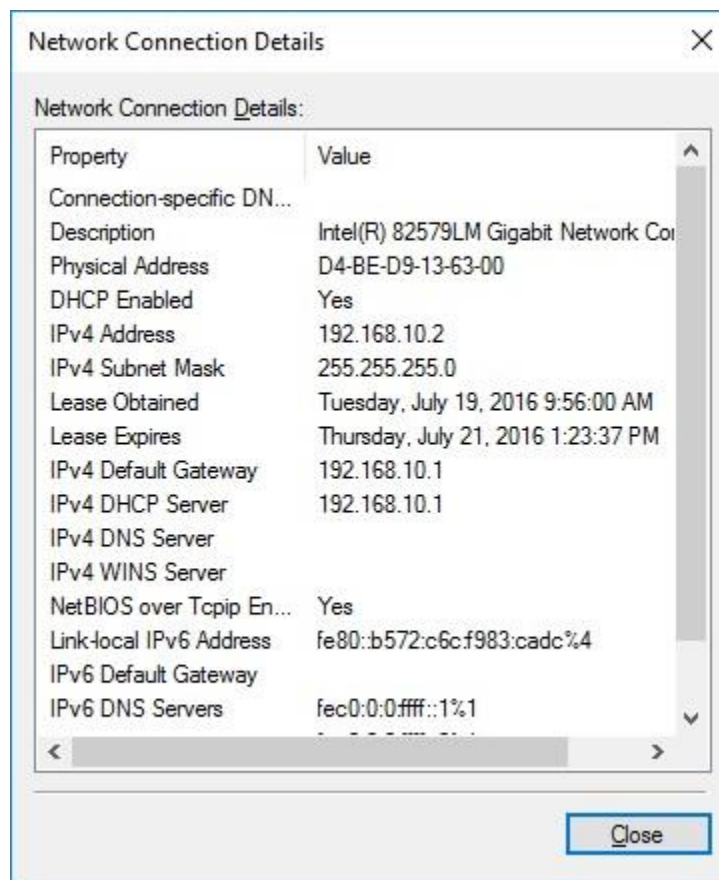 Network Connection Details
Network Connection Details:
Property Value
Connection-specific DN...
Description Intel(R) 82579LM Gigabit Network Cor
Physical Address D4-BE-D9-13-63-00
DHCP Enabled Yes
IPv4 Address 192.168.10.2
IPv4 Subnet Mask 255.255.255.0
Lease Obtained Tuesday, July 19, 2016 9:56:00 AM
Lease Expires Thursday, July 21, 2016 1:23:37 PM
IPv4 Default Gateway 192.168.10.1
IPv4 DHCP Server 192.168.10.1
IPv4 DNS Server
IPv4 WINS Server
NetBIOS over Tcpip En... Yes
Link-local IPv6 Address fe80::b572:c6c:f983:cadc%4
IPv6 Default Gateway
IPv6 DNS Servers fec0:0:0:ffff::1%1
Close